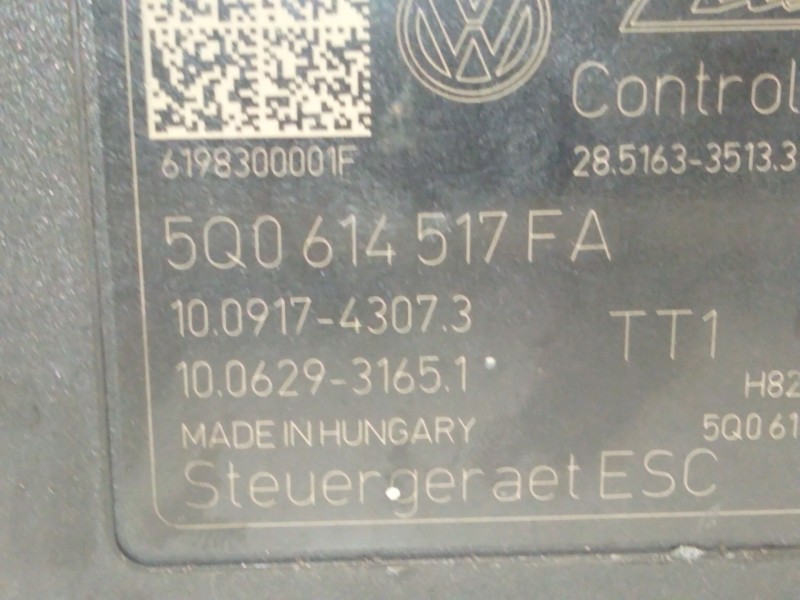 Control
6198300001F
28.5163-3513.3
5Q0 614 517 FA
10.0917-4307.3
TT1
10.0629-3165.1
H82
MADE IN HUNGARY
5Q0 61
Steuergeraet ESC